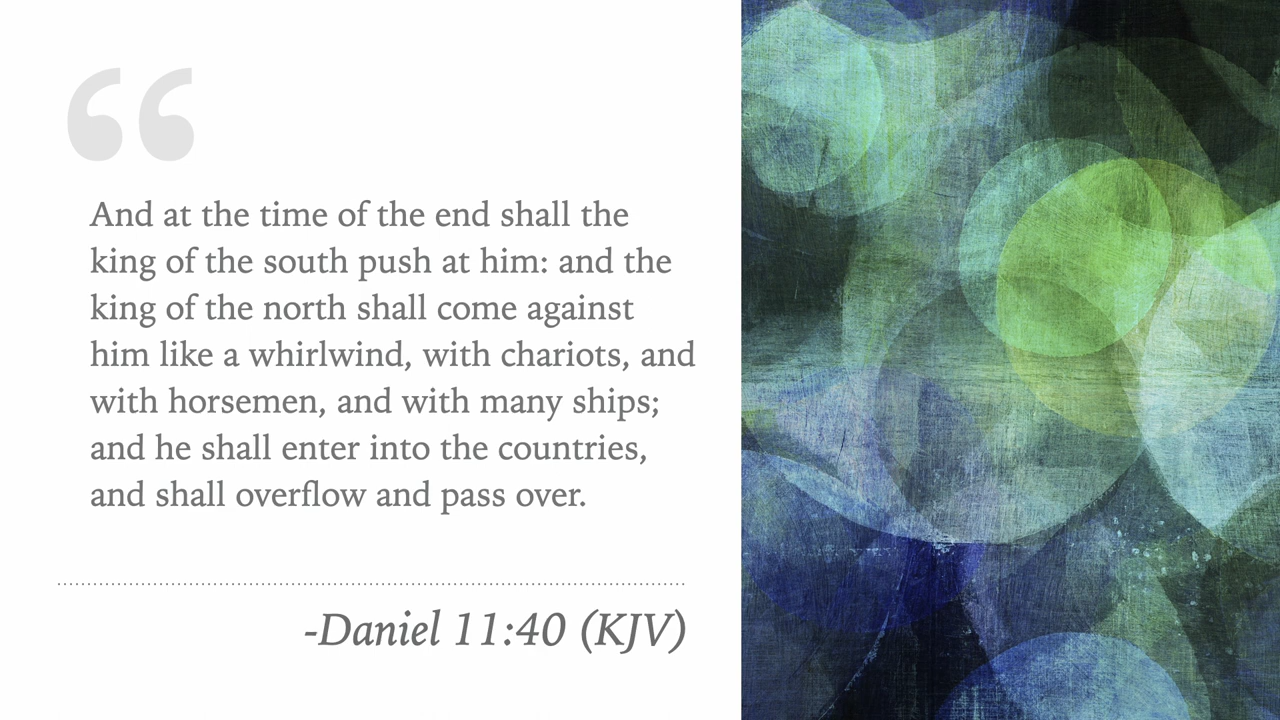 “
And at the time of the end shall the
king of the south push at him: and the
king of the north shall come against
him like a whirlwind, with chariots, and
with horsemen, and with many ships;
and he shall enter into the countries,
and shall overflow and pass over.
-Daniel 11:40 (KJV)